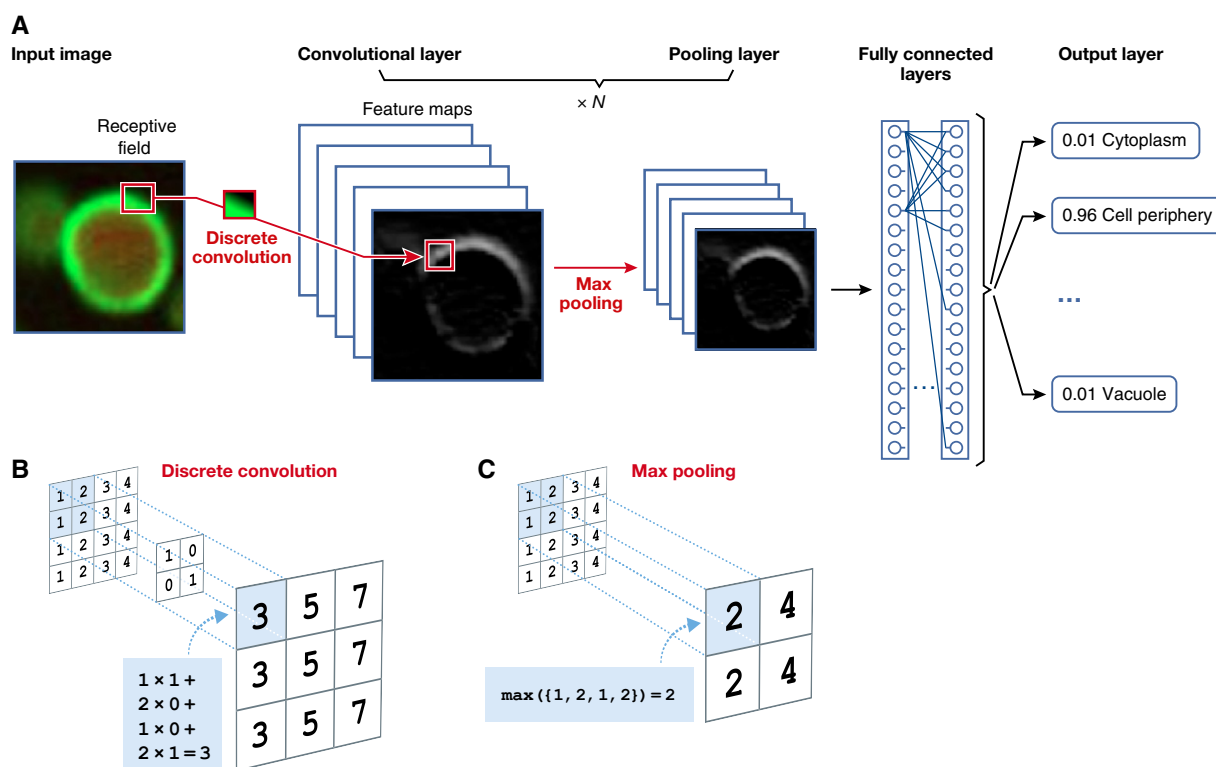 A
Input image
Convolutional layer
Pooling layer
Fully connected
layers
Output layer
× N
Feature maps
Receptive
field
Discrete
convolution
Max
pooling
...
0.01 Cytoplasm
0.96 Cell periphery
...
0.01 Vacuole
B
Discrete convolution
1 2 3 4
1 2 3 4
1 2 3 4
1 2 3 4
1 0
0 1
3 5 7
3 5 7
3 5 7
1 × 1 +
2 × 0 +
1 × 0 +
2 × 1 = 3
C
Max pooling
1 2 3 4
1 2 3 4
1 2 3 4
1 2 3 4
2 4
2 4
max({1, 2, 1, 2}) = 2